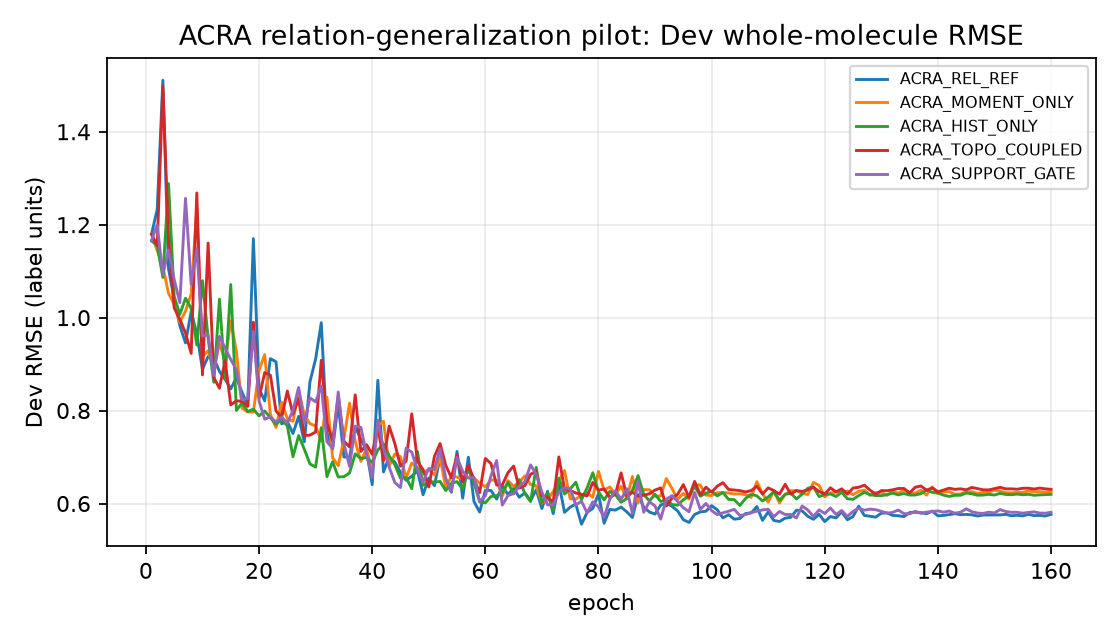 ACRA relation-generalization pilot: Dev whole-molecule RMSE
ACRA_REL_REF
ACRA_MOMENT_ONLY
ACRA_HIST_ONLY
ACRA_TOPO_COUPLED
ACRA_SUPPORT_GATE
Dev RMSE (label units)
1.4
1.2
1.0
0.8
0.6
0 20 40 60 80 100 120 140 160
epoch